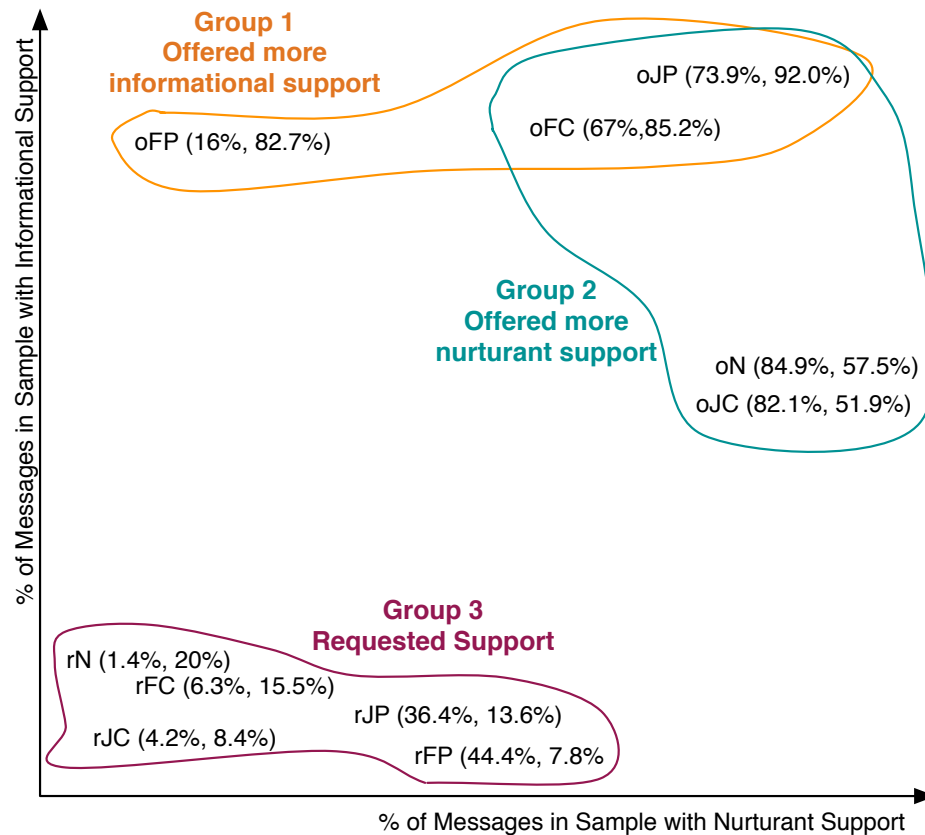 % of Messages in Sample with Informational Support
Group 1
Offered more
informational support
oJP (73.9%, 92.0%)
oFC (67%,85.2%)
oFP (16%, 82.7%)
Group 2
Offered more
nurturant support
oN (84.9%, 57.5%)
oJC (82.1%, 51.9%)
Group 3
Requested Support
rN (1.4%, 20%)
rFC (6.3%, 15.5%)
rJP (36.4%, 13.6%)
rJC (4.2%, 8.4%)
rFP (44.4%, 7.8%
% of Messages in Sample with Nurturant Support